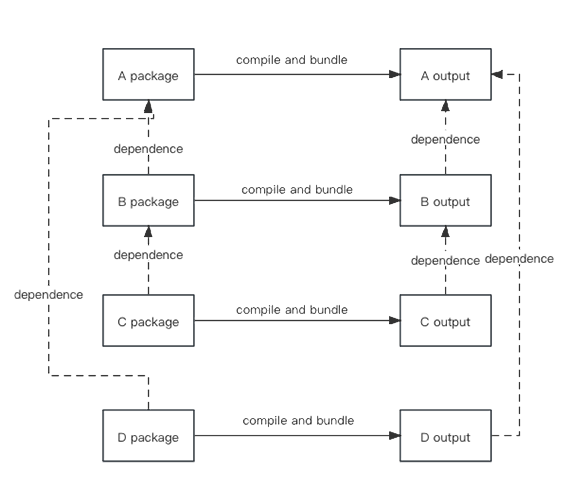 compile and bundle
A package
A output
dependence
dependence
compile and bundle
B package
B output
dependence
dependence
dependence
dependence
compile and bundle
C package
C output
compile and bundle
D package
D output